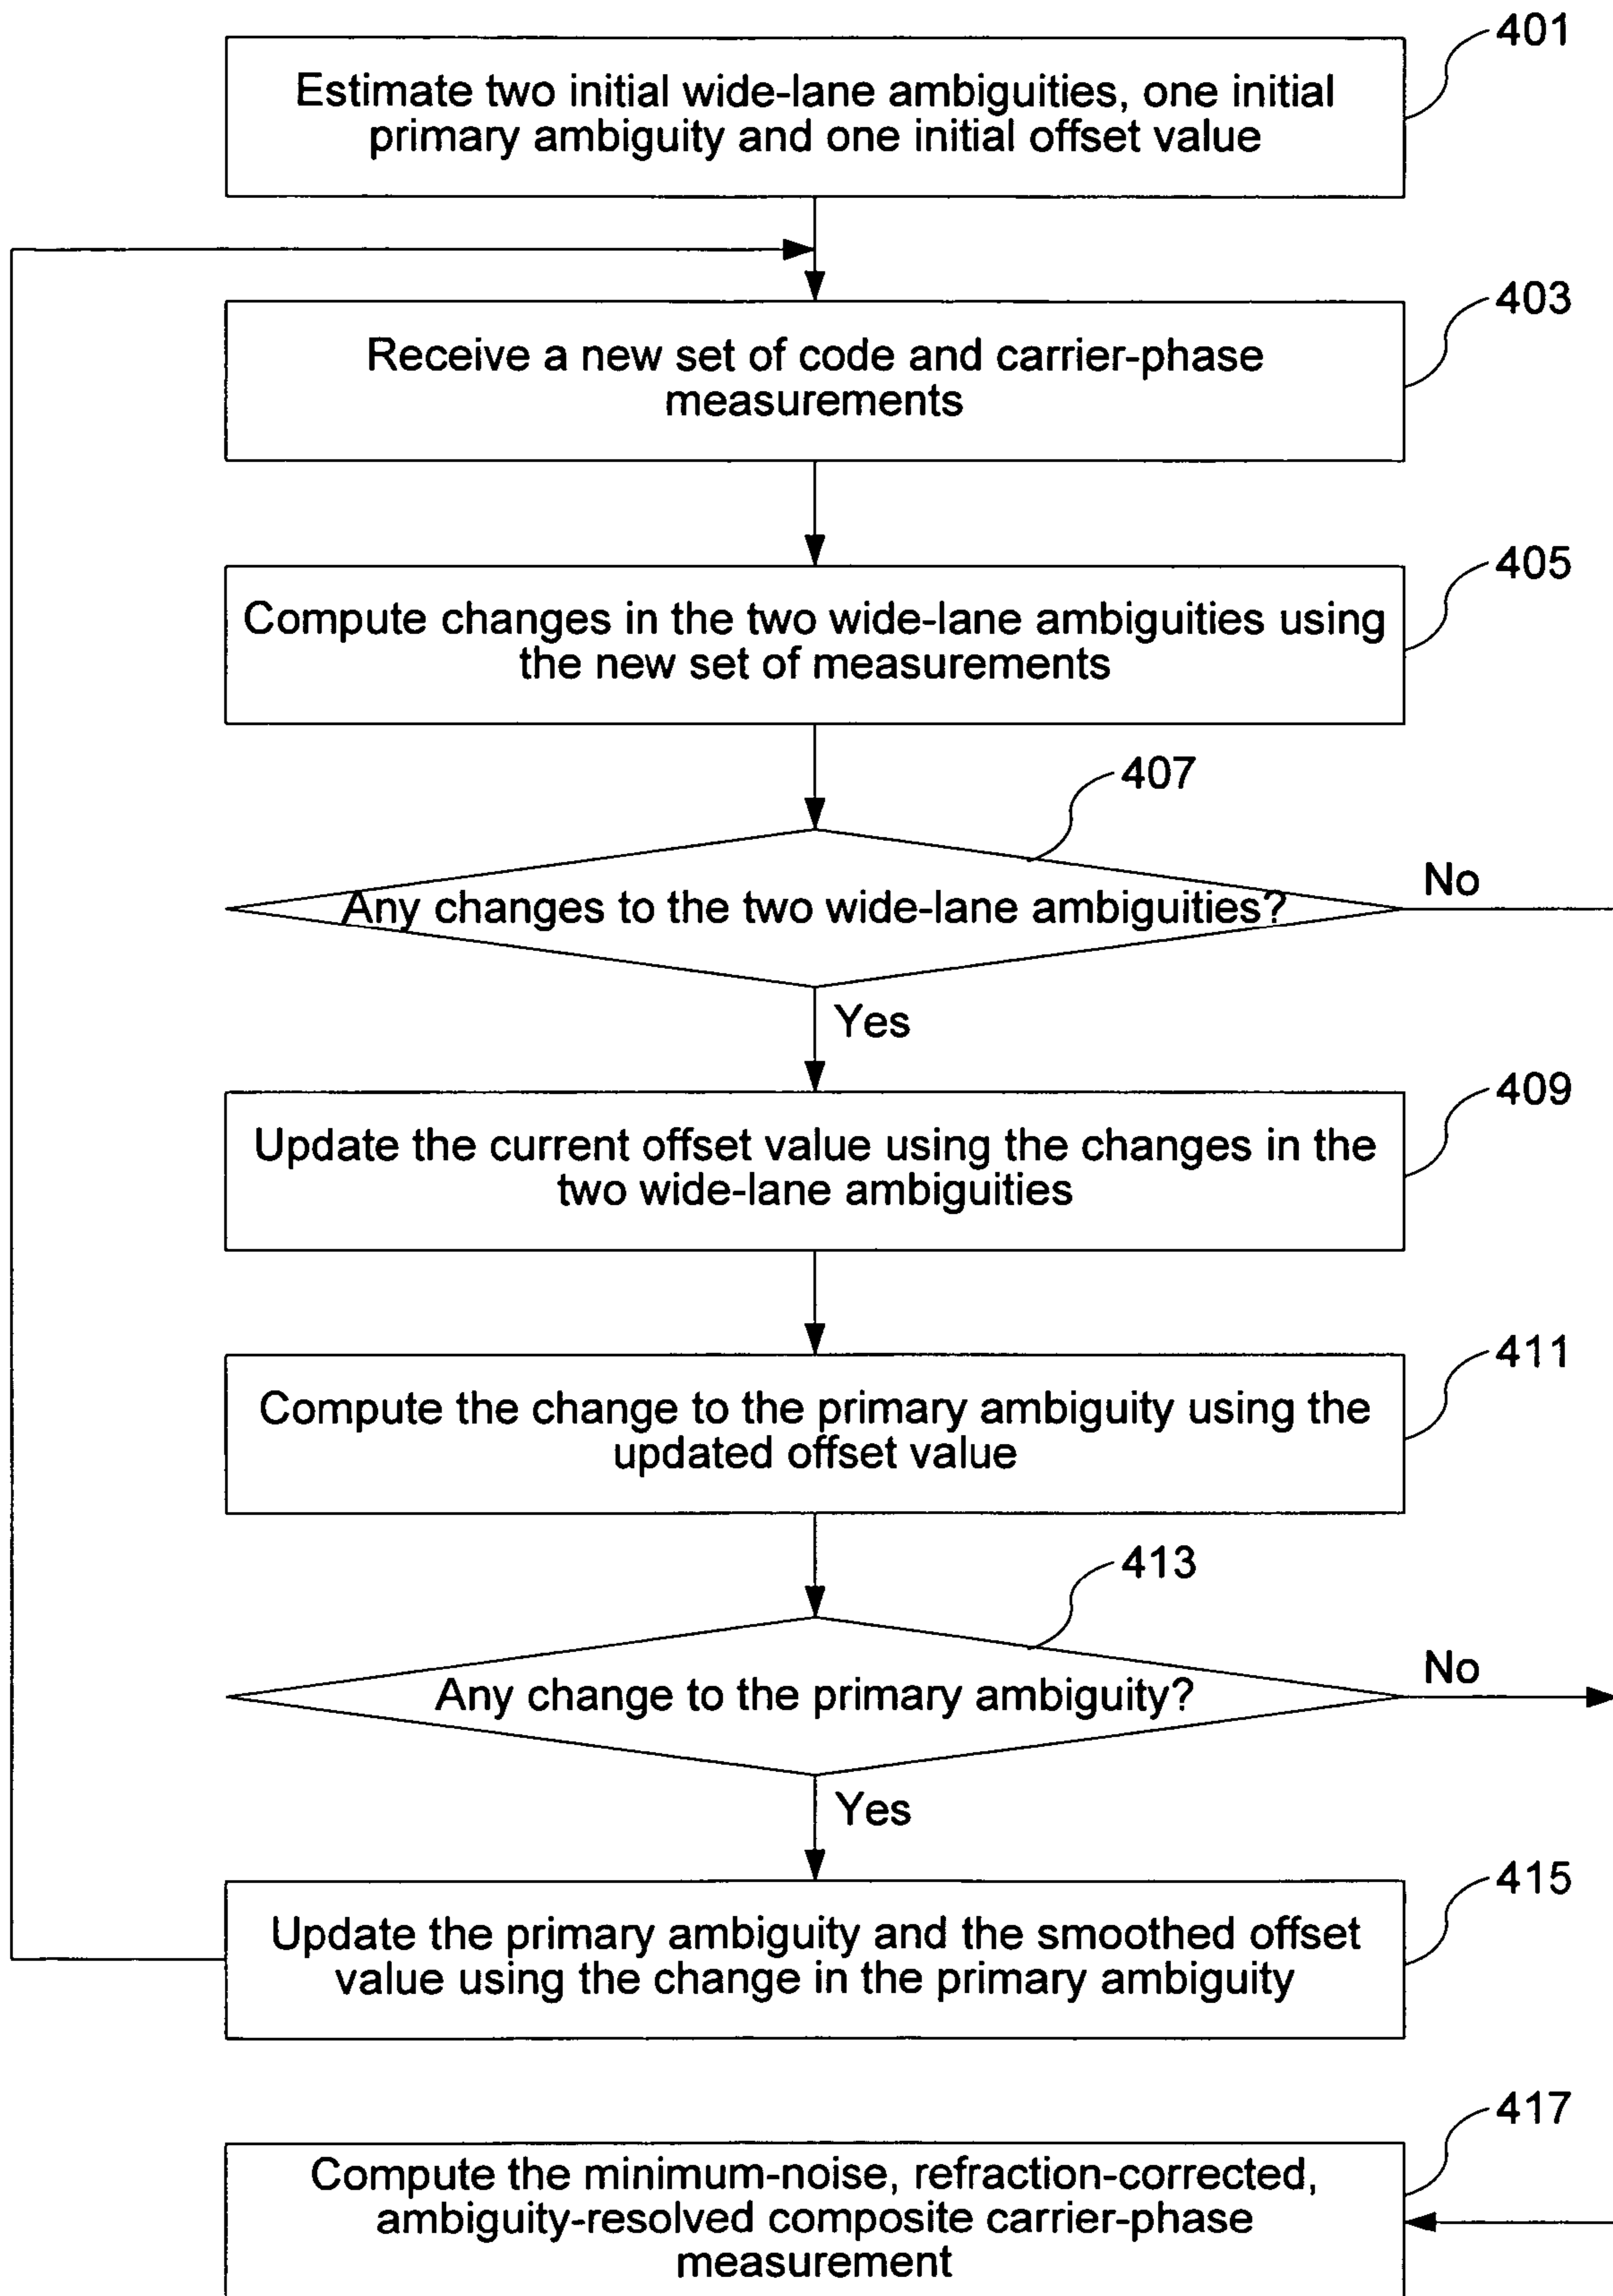 401
Estimate two initial wide-lane ambiguities, one initial
primary ambiguity and one initial offset value
403
Receive a new set of code and carrier-phase
measurements
405
Compute changes in the two wide-lane ambiguities using
the new set of measurements
407
Any changes to the two wide-lane ambiguities?
No
Yes
409
Update the current offset value using the changes in the
two wide-lane ambiguities
411
Compute the change to the primary ambiguity using the
updated offset value
413
Any change to the primary ambiguity?
No
Yes
415
Update the primary ambiguity and the smoothed offset
value using the change in the primary ambiguity
417
Compute the minimum-noise, refraction-corrected,
ambiguity-resolved composite carrier-phase
measurement